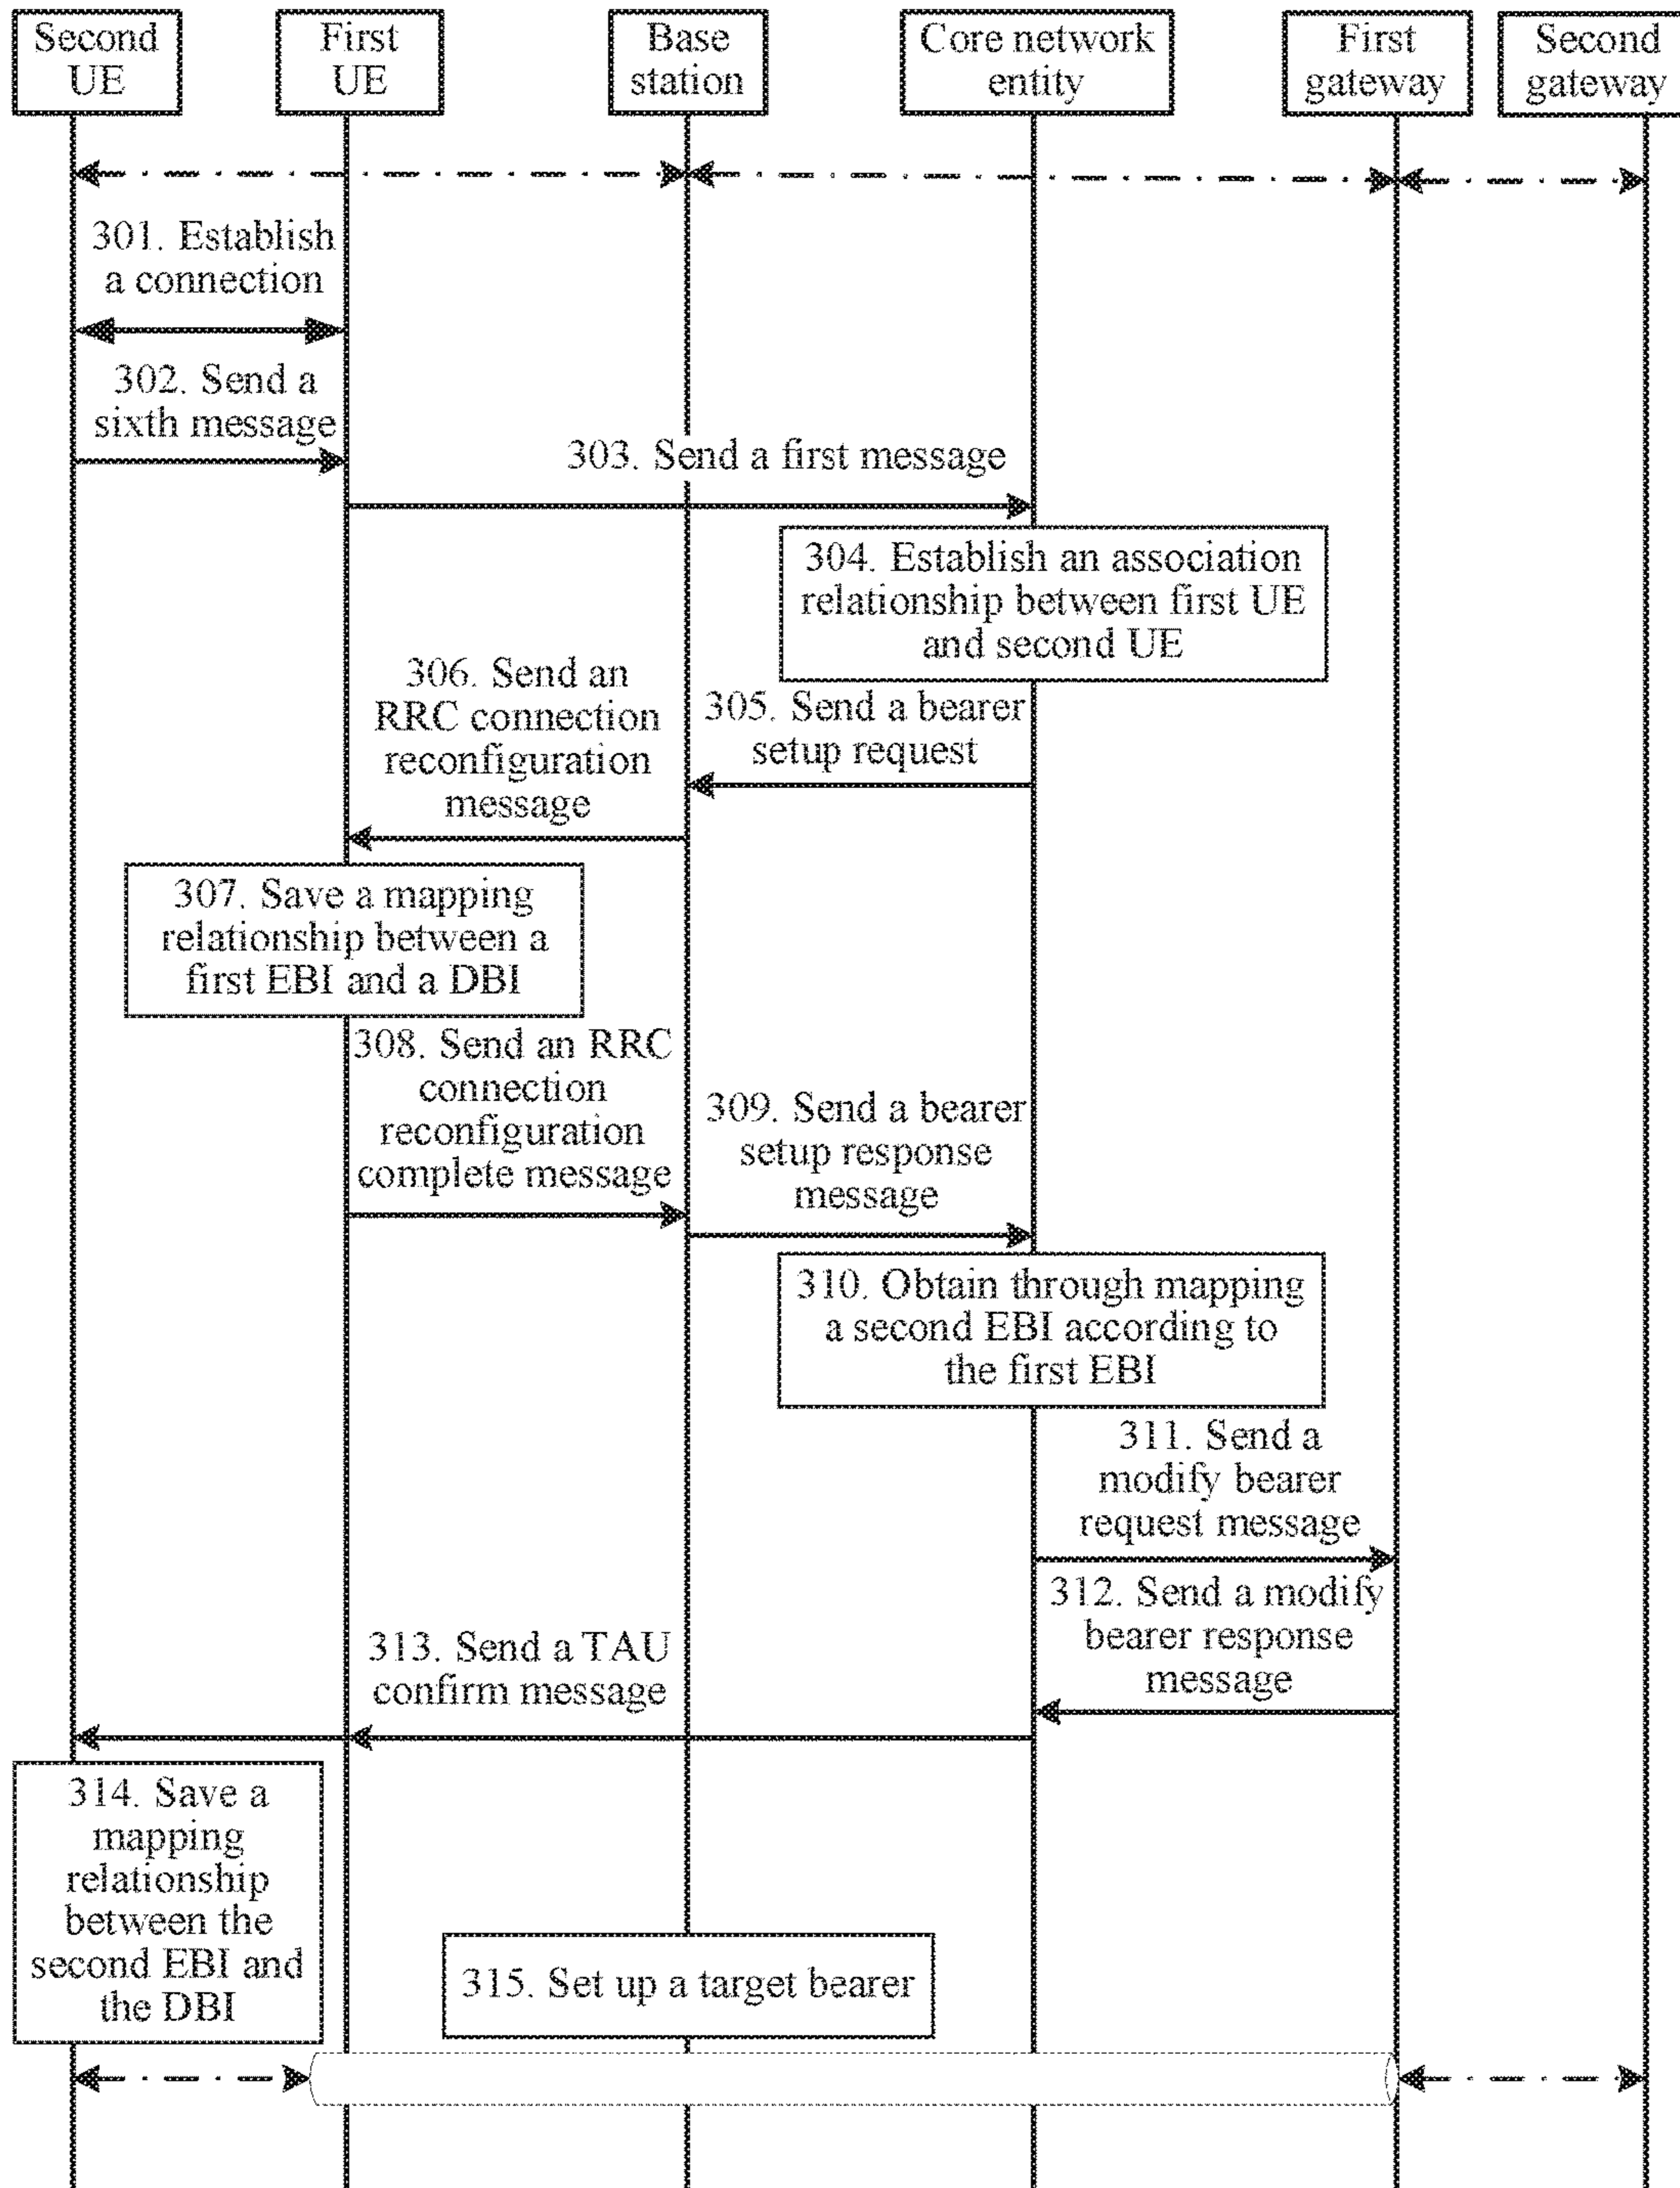 Second
UE
First
UE
Base
station
Core network
entity
First
gateway
Second
gateway
301. Establish
a connection
302. Send a
sixth message
303. Send a first message
304. Establish an association
relationship between first UE
and second UE
305. Send a bearer
setup request
306. Send an
RRC connection
reconfiguration
message
307. Save a mapping
relationship between a
first EBI and a DBI
308. Send an RRC
connection
reconfiguration
complete message
309. Send a bearer
setup response
message
310. Obtain through mapping
a second EBI according to
the first EBI
311. Send a
modify bearer
request message
312. Send a modify
bearer response
message
313. Send a TAU
confirm message
314. Save a
mapping
relationship
between the
second EBI and
the DBI
315. Set up a target bearer